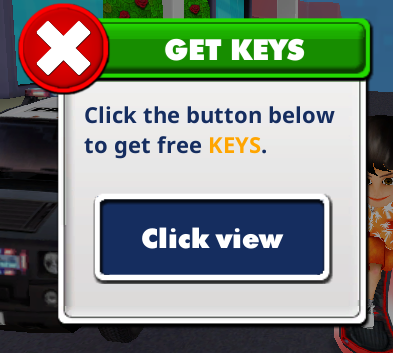 GET KEYS
Click the button below
to get free KEYS.
Click view